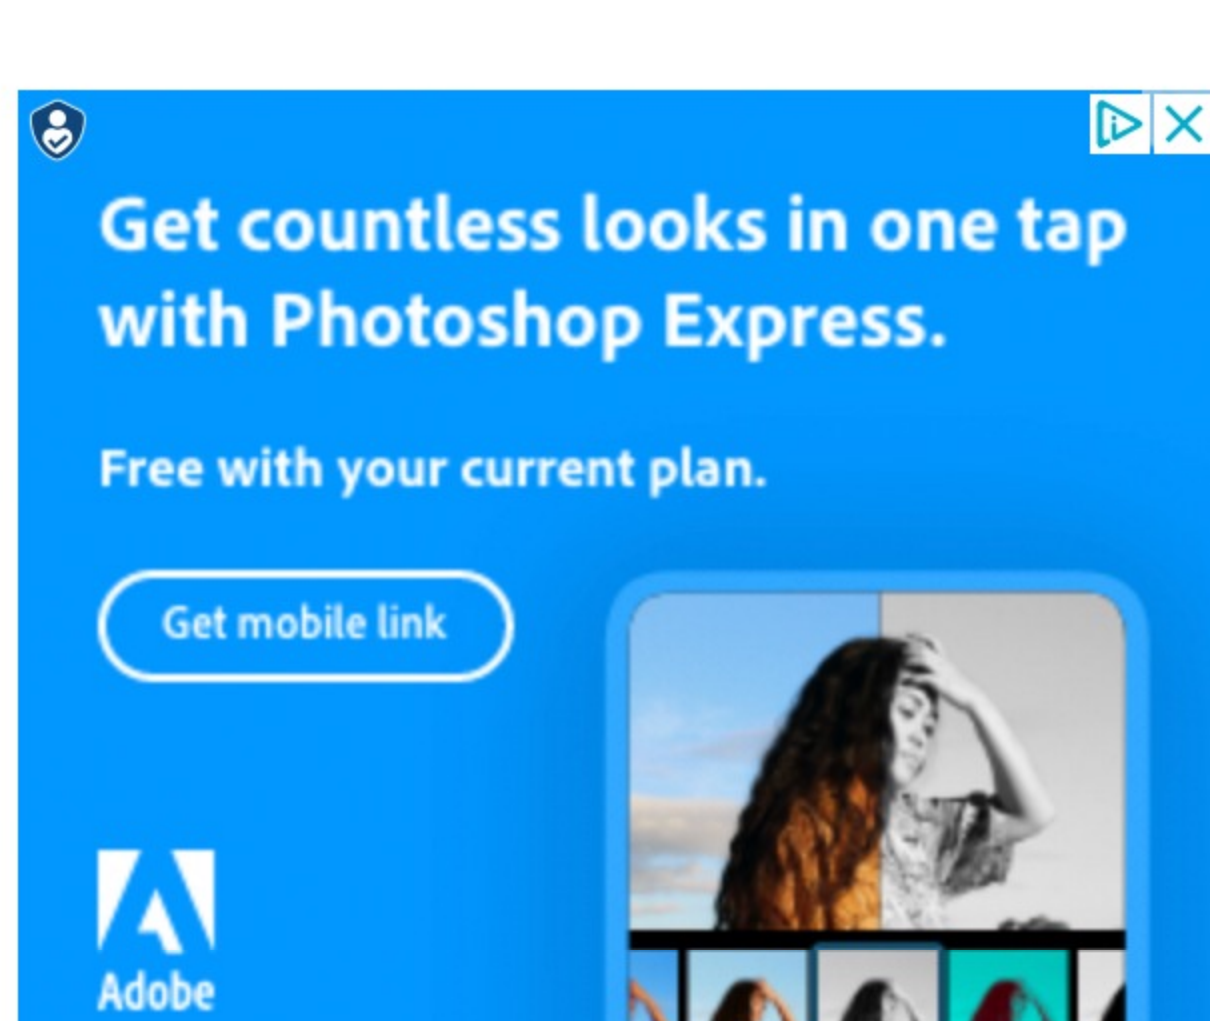 Get countless looks in one tap
with Photoshop Express.
Free with your current plan.
Get mobile link
Adobe